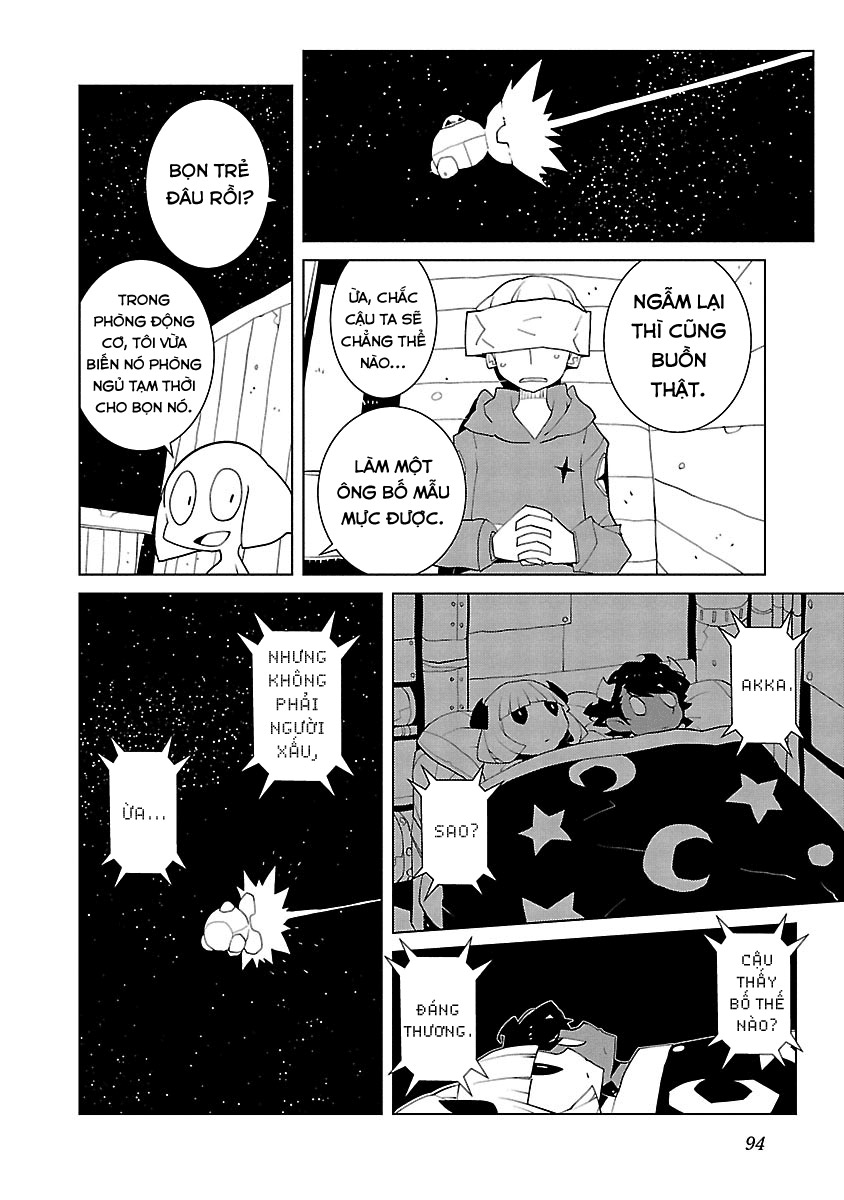 NGẪM LẠI
THÌ CŨNG
BUỒN
THẬT.
ỪA, CHẮC
CẬU TA SẼ
CHẲNG THỂ
NÀO...
LÀM MỘT
ÔNG BỐ MẪU
MỰC ĐƯỢC.
BỌN TRẺ
ĐÂU RỒI?
TRONG
PHÒNG ĐỘNG
CƠ, TÔI VỪA
BIẾN NÓ PHÒNG
NGỦ TẠM THỜI
CHO BỌN NÓ.
AKKA.
SAO?
CẬU
THẤY
BỐ THẾ
NÀO?
ĐÁNG
THƯƠNG.
NHƯNG
KHÔNG
PHẢI
NGƯỜI
XẤU,
ỪA...
94